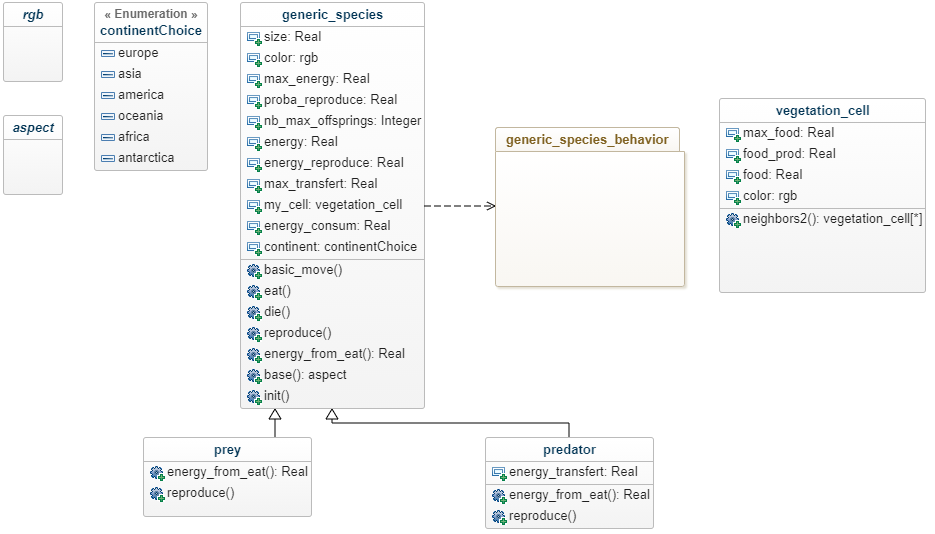 rgb
aspect
« Enumeration »
continentChoice
europe
asia
america
oceania
africa
antarctica
generic_species
size: Real
color: rgb
max_energy: Real
proba_reproduce: Real
nb_max_offsprings: Integer
energy: Real
energy_reproduce: Real
max_transfert: Real
my_cell: vegetation_cell
energy_consum: Real
continent: continentChoice
basic_move()
eat()
die()
reproduce()
energy_from_eat(): Real
base(): aspect
init()
generic_species_behavior
vegetation_cell
max_food: Real
food_prod: Real
food: Real
color: rgb
neighbors2(): vegetation_cell[*]
prey
energy_from_eat(): Real
reproduce()
predator
energy_transfert: Real
energy_from_eat(): Real
reproduce()